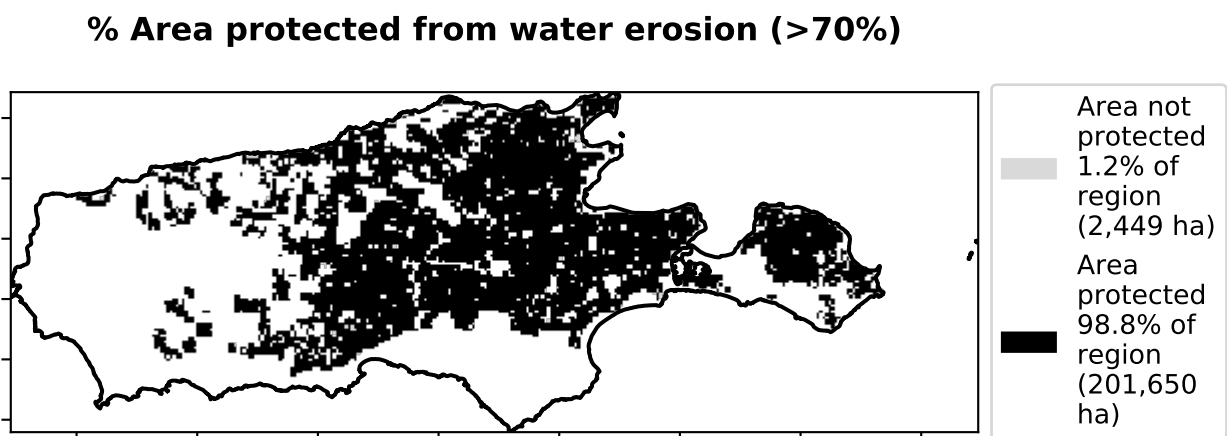 % Area protected from water erosion (>70%)
Area not
protected
1.2% of
region
(2,449 ha)
Area
protected
98.8% of
region
(201,650
ha)